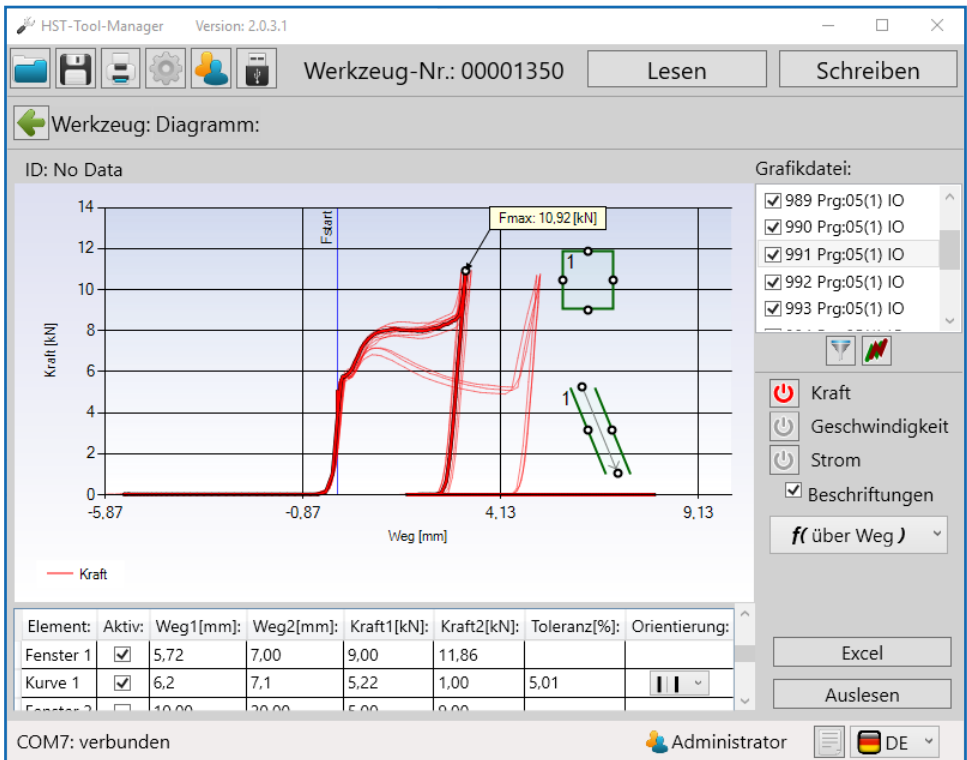 HST-Tool-Manager Version: 2.0.3.1
Werkzeug-Nr.: 00001350 Lesen Schreiben
Werkzeug: Diagramm:
ID: No Data
Grafikdatei:
989 Prg:05(1) IO
990 Prg:05(1) IO
991 Prg:05(1) IO
992 Prg:05(1) IO
993 Prg:05(1) IO
Kraft
Geschwindigkeit
Strom
Beschriftungen
f( über Weg )
Fstart
Fmax: 10,92 [kN]
1
1
14
12
10
8
6
4
2
0
Kraft [kN]
-5,87 -0,87 4,13 9,13
Weg [mm]
Kraft
Element: Aktiv: Weg1[mm]: Weg2[mm]: Kraft1[kN]: Kraft2[kN]: Toleranz[%]: Orientierung:
Fenster 1 5,72 7,00 9,00 11,86
Kurve 1 6,2 7,1 5,22 1,00 5,01
Excel
Auslesen
COM7: verbunden Administrator DE